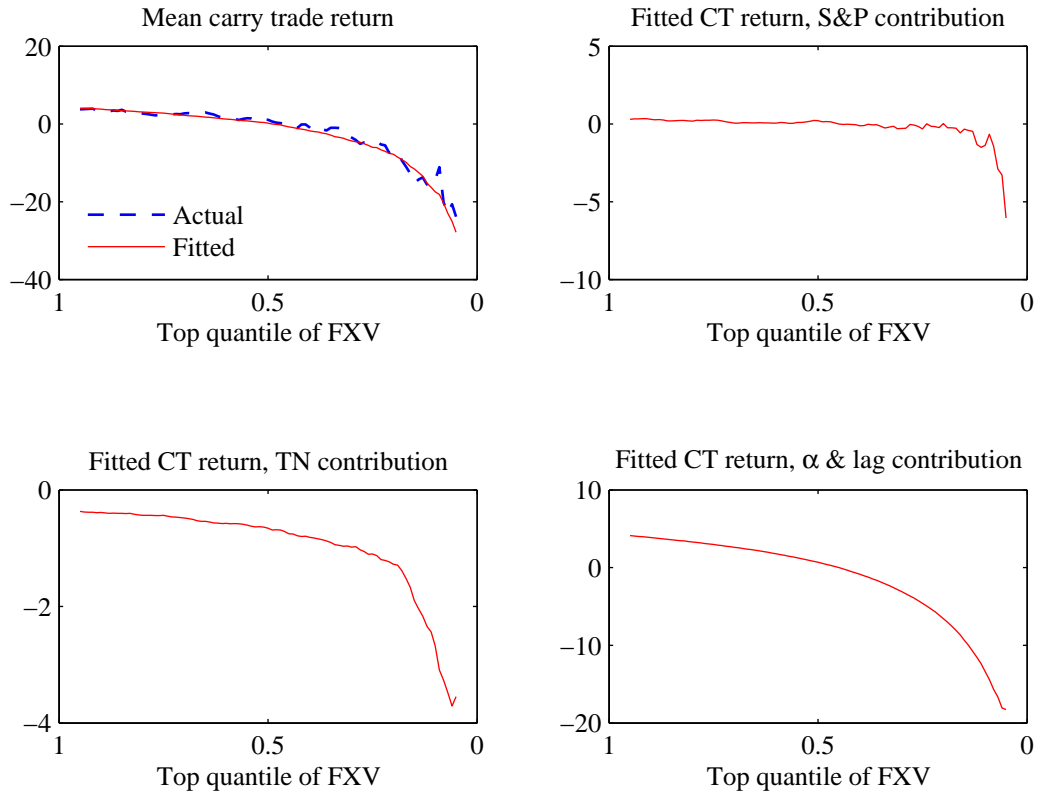 Mean carry trade return
20
0
−20
−40
Actual
Fitted
1
0.5
0
Top quantile of FXV
Fitted CT return, S&P contribution
5
0
−5
−10
1
0.5
0
Top quantile of FXV
Fitted CT return, TN contribution
0
−2
−4
1
0.5
0
Top quantile of FXV
Fitted CT return, α & lag contribution
10
0
−10
−20
1
0.5
0
Top quantile of FXV